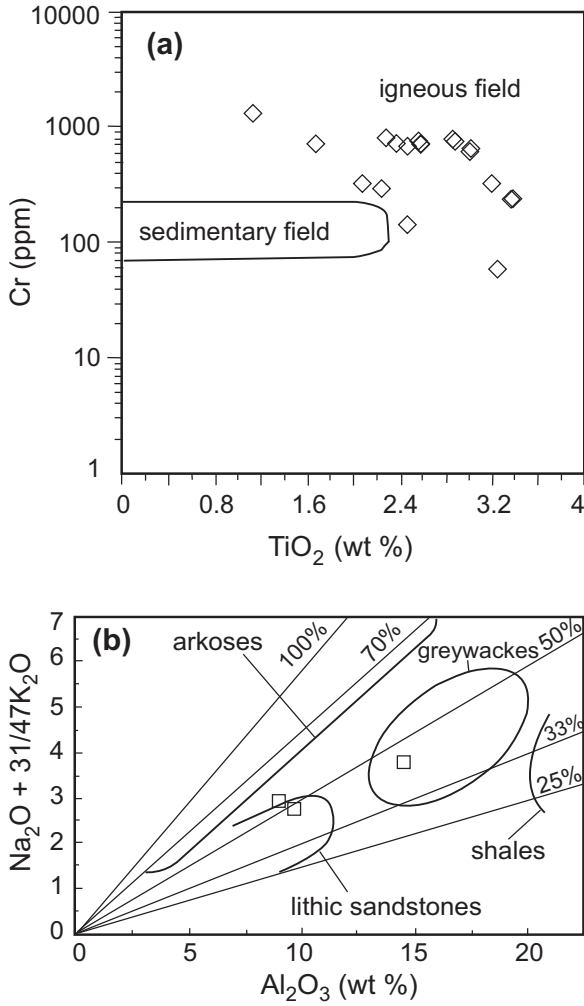 (a)
igneous field
sedimentary field
Cr (ppm)
10000
1000
100
10
1
0 0.8 1.6 2.4 3.2 4
TiO₂ (wt %)
(b)
arkoses
100%
70%
greywackes
50%
33%
25%
shales
lithic sandstones
Na₂O + 31/47K₂O
7
6
5
4
3
2
1
0
0 5 10 15 20
Al₂O₃ (wt %)